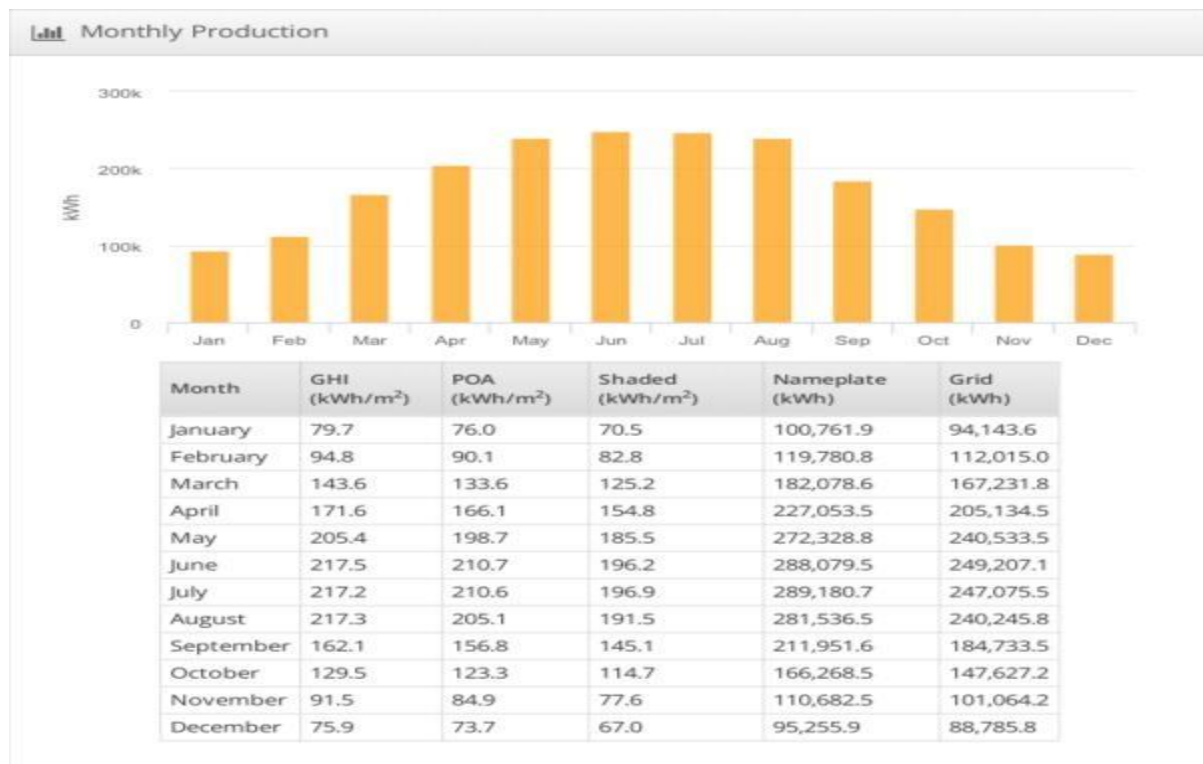 Monthly Production
300k
200k
100k
0
kWh
Jan Feb Mar Apr May Jun Jul Aug Sep Oct Nov Dec
Month GHI (kWh/m²) POA (kWh/m²) Shaded (kWh/m²) Nameplate (kWh) Grid (kWh)
January 79.7 76.0 70.5 100,761.9 94,143.6
February 94.8 90.1 82.8 119,780.8 112,015.0
March 143.6 133.6 125.2 182,078.6 167,231.8
April 171.6 166.1 154.8 227,053.5 205,134.5
May 205.4 198.7 185.5 272,328.8 240,533.5
June 217.5 210.7 196.2 288,079.5 249,207.1
July 217.2 210.6 196.9 289,180.7 247,075.5
August 217.3 205.1 191.5 281,536.5 240,245.8
September 162.1 156.8 145.1 211,951.6 184,733.5
October 129.5 123.3 114.7 166,268.5 147,627.2
November 91.5 84.9 77.6 110,682.5 101,064.2
December 75.9 73.7 67.0 95,255.9 88,785.8